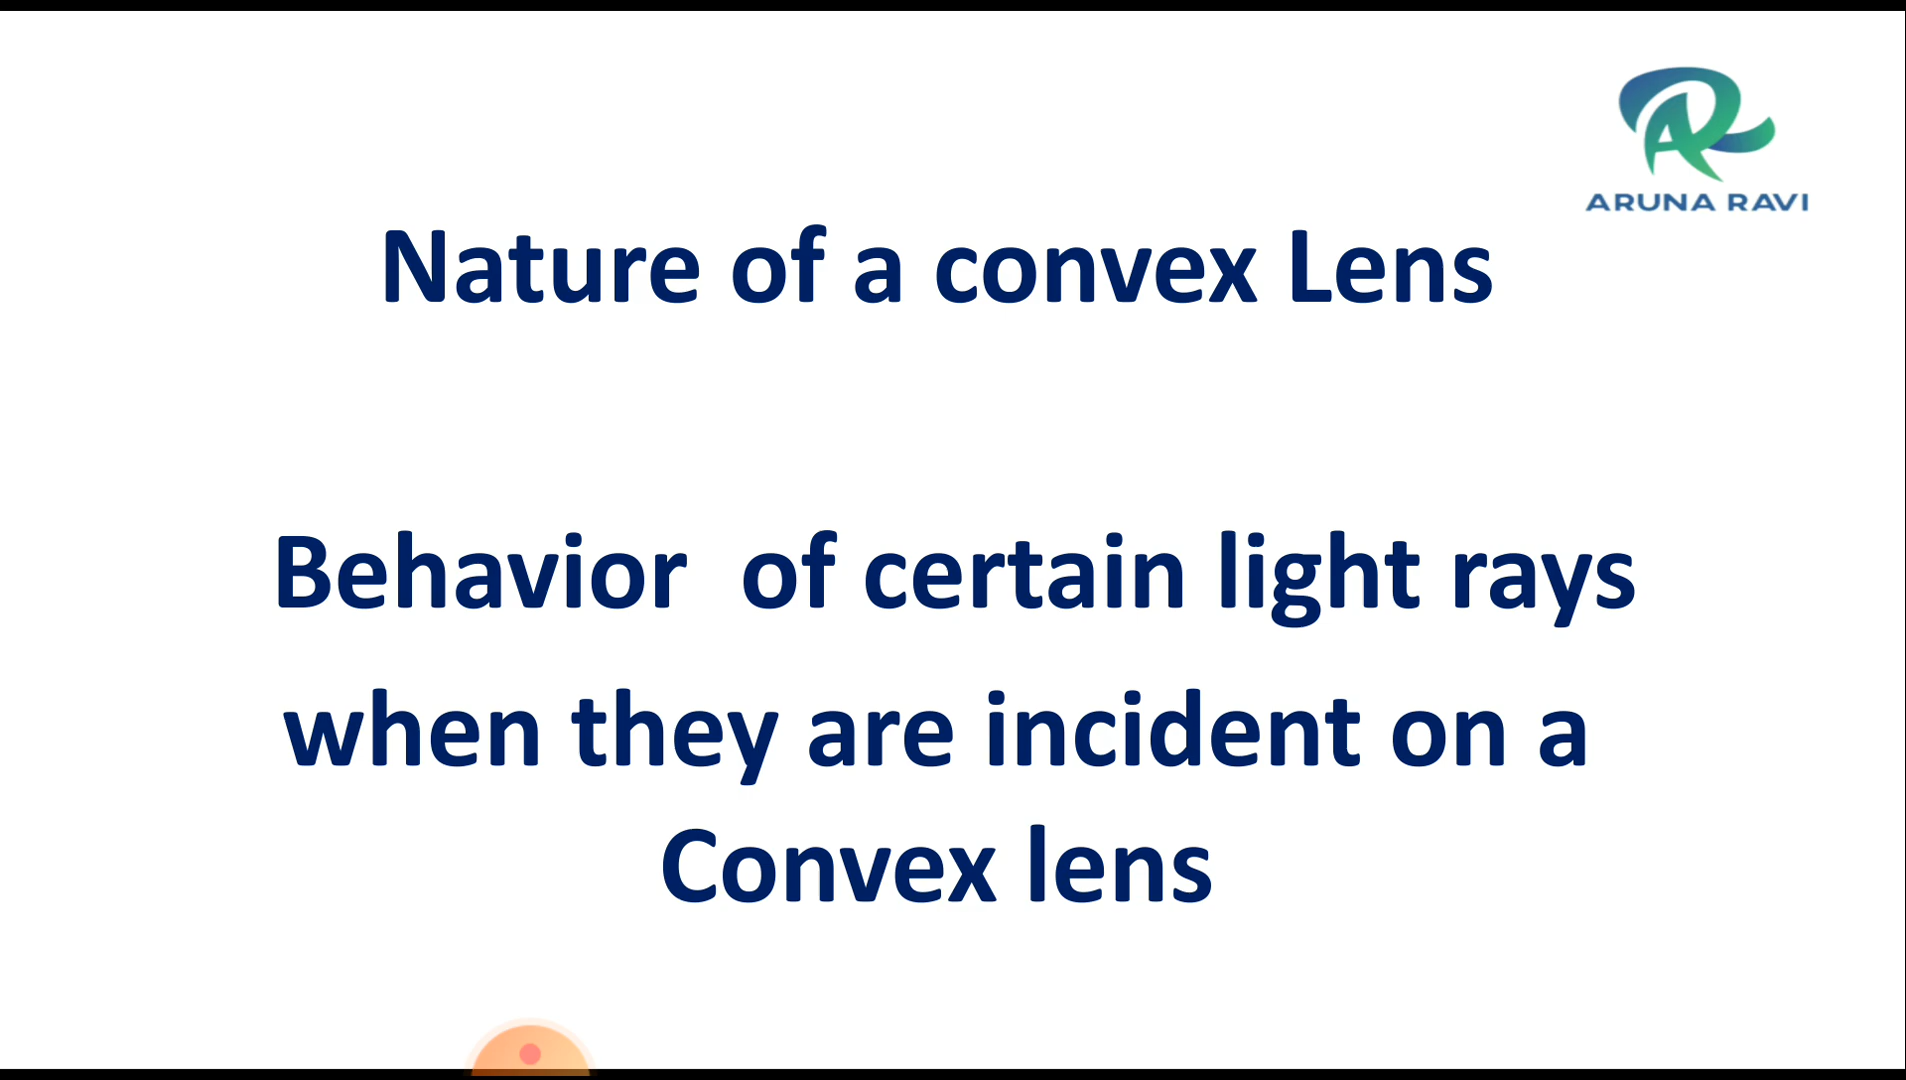 ARUNA RAVI
Nature of a convex Lens
Behavior of certain light rays
when they are incident on a
Convex lens